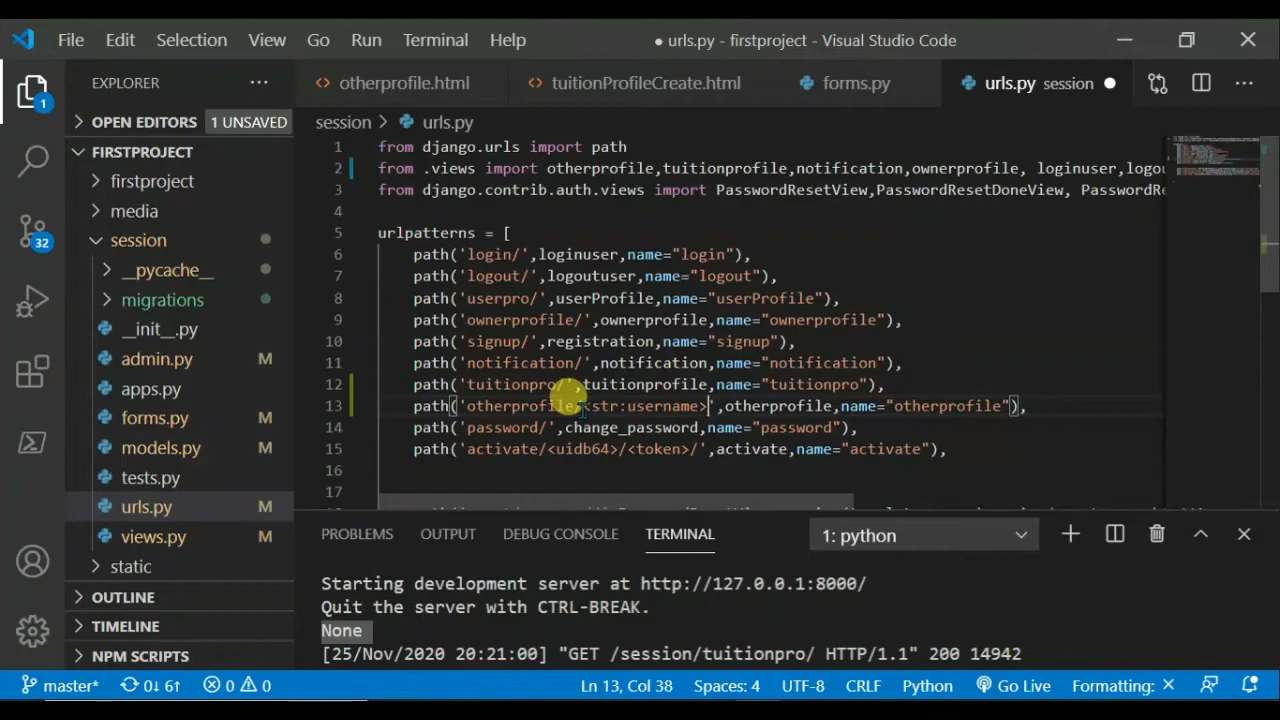 File Edit Selection View Go Run Terminal Help
● urls.py - firstproject - Visual Studio Code
EXPLORER
otherprofile.html
tuitionProfileCreate.html
forms.py
urls.py session
OPEN EDITORS 1 UNSAVED
FIRSTPROJECT
firstproject
media
session
__pycache__
migrations
__init__.py
admin.py M
apps.py
forms.py M
models.py M
tests.py
urls.py M
views.py M
static
OUTLINE
TIMELINE
NPM SCRIPTS
1
32
session > urls.py
1 from django.urls import path
2 from .views import otherprofile,tuitionprofile,notification,ownerprofile, loginuser,logou
3 from django.contrib.auth.views import PasswordResetView,PasswordResetDoneView, PasswordRe
4
5 urlpatterns = [
6 path('login/',loginuser,name="login"),
7 path('logout/',logoutuser,name="logout"),
8 path('userpro/',userProfile,name="userProfile"),
9 path('ownerprofile/',ownerprofile,name="ownerprofile"),
10 path('signup/',registration,name="signup"),
11 path('notification/',notification,name="notification"),
12 path('tuitionpro/',tuitionprofile,name="tuitionpro"),
13 path('otherprofile/<str:username>',otherprofile,name="otherprofile"),
14 path('password/',change_password,name="password"),
15 path('activate/<uidb64>/<token>/',activate,name="activate"),
16
17
PROBLEMS OUTPUT DEBUG CONSOLE TERMINAL 1: python
Starting development server at http://127.0.0.1:8000/
Quit the server with CTRL-BREAK.
None
[25/Nov/2020 20:21:00] "GET /session/tuitionpro/ HTTP/1.1" 200 14942
master* 0↓ 6↑ 0 0 Ln 13, Col 38 Spaces: 4 UTF-8 CRLF Python Go Live Formatting: ×